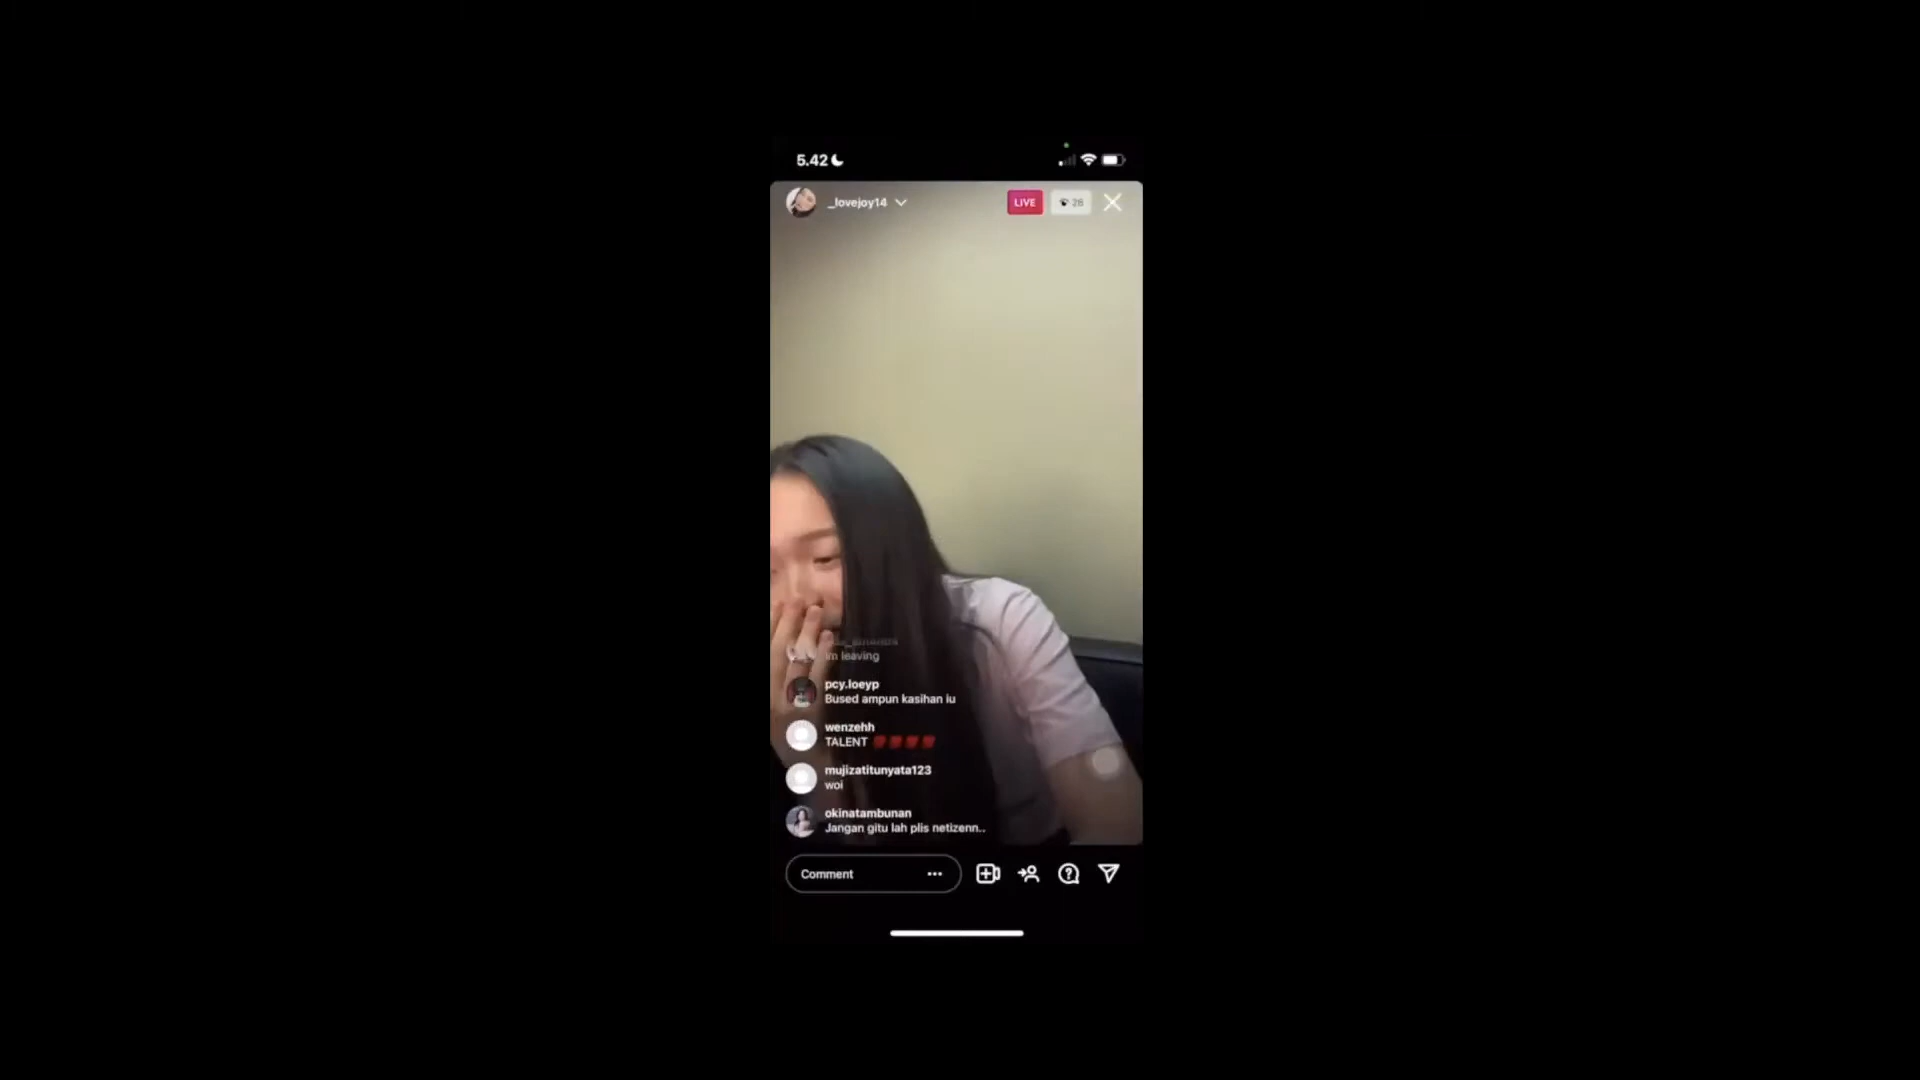 5.42
_lovejoy14
LIVE
26
im leaving
pcy.loeyp
Bused ampun kasihan iu
wenzehh
TALENT
mujizatitunyata123
woi
okinatambunan
Jangan gitu lah plis netizenn..
Comment